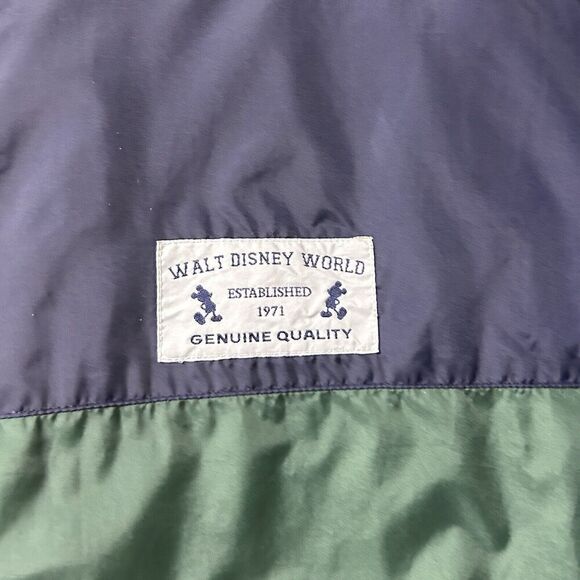 WALT DISNEY WORLD
ESTABLISHED
1971
GENUINE QUALITY